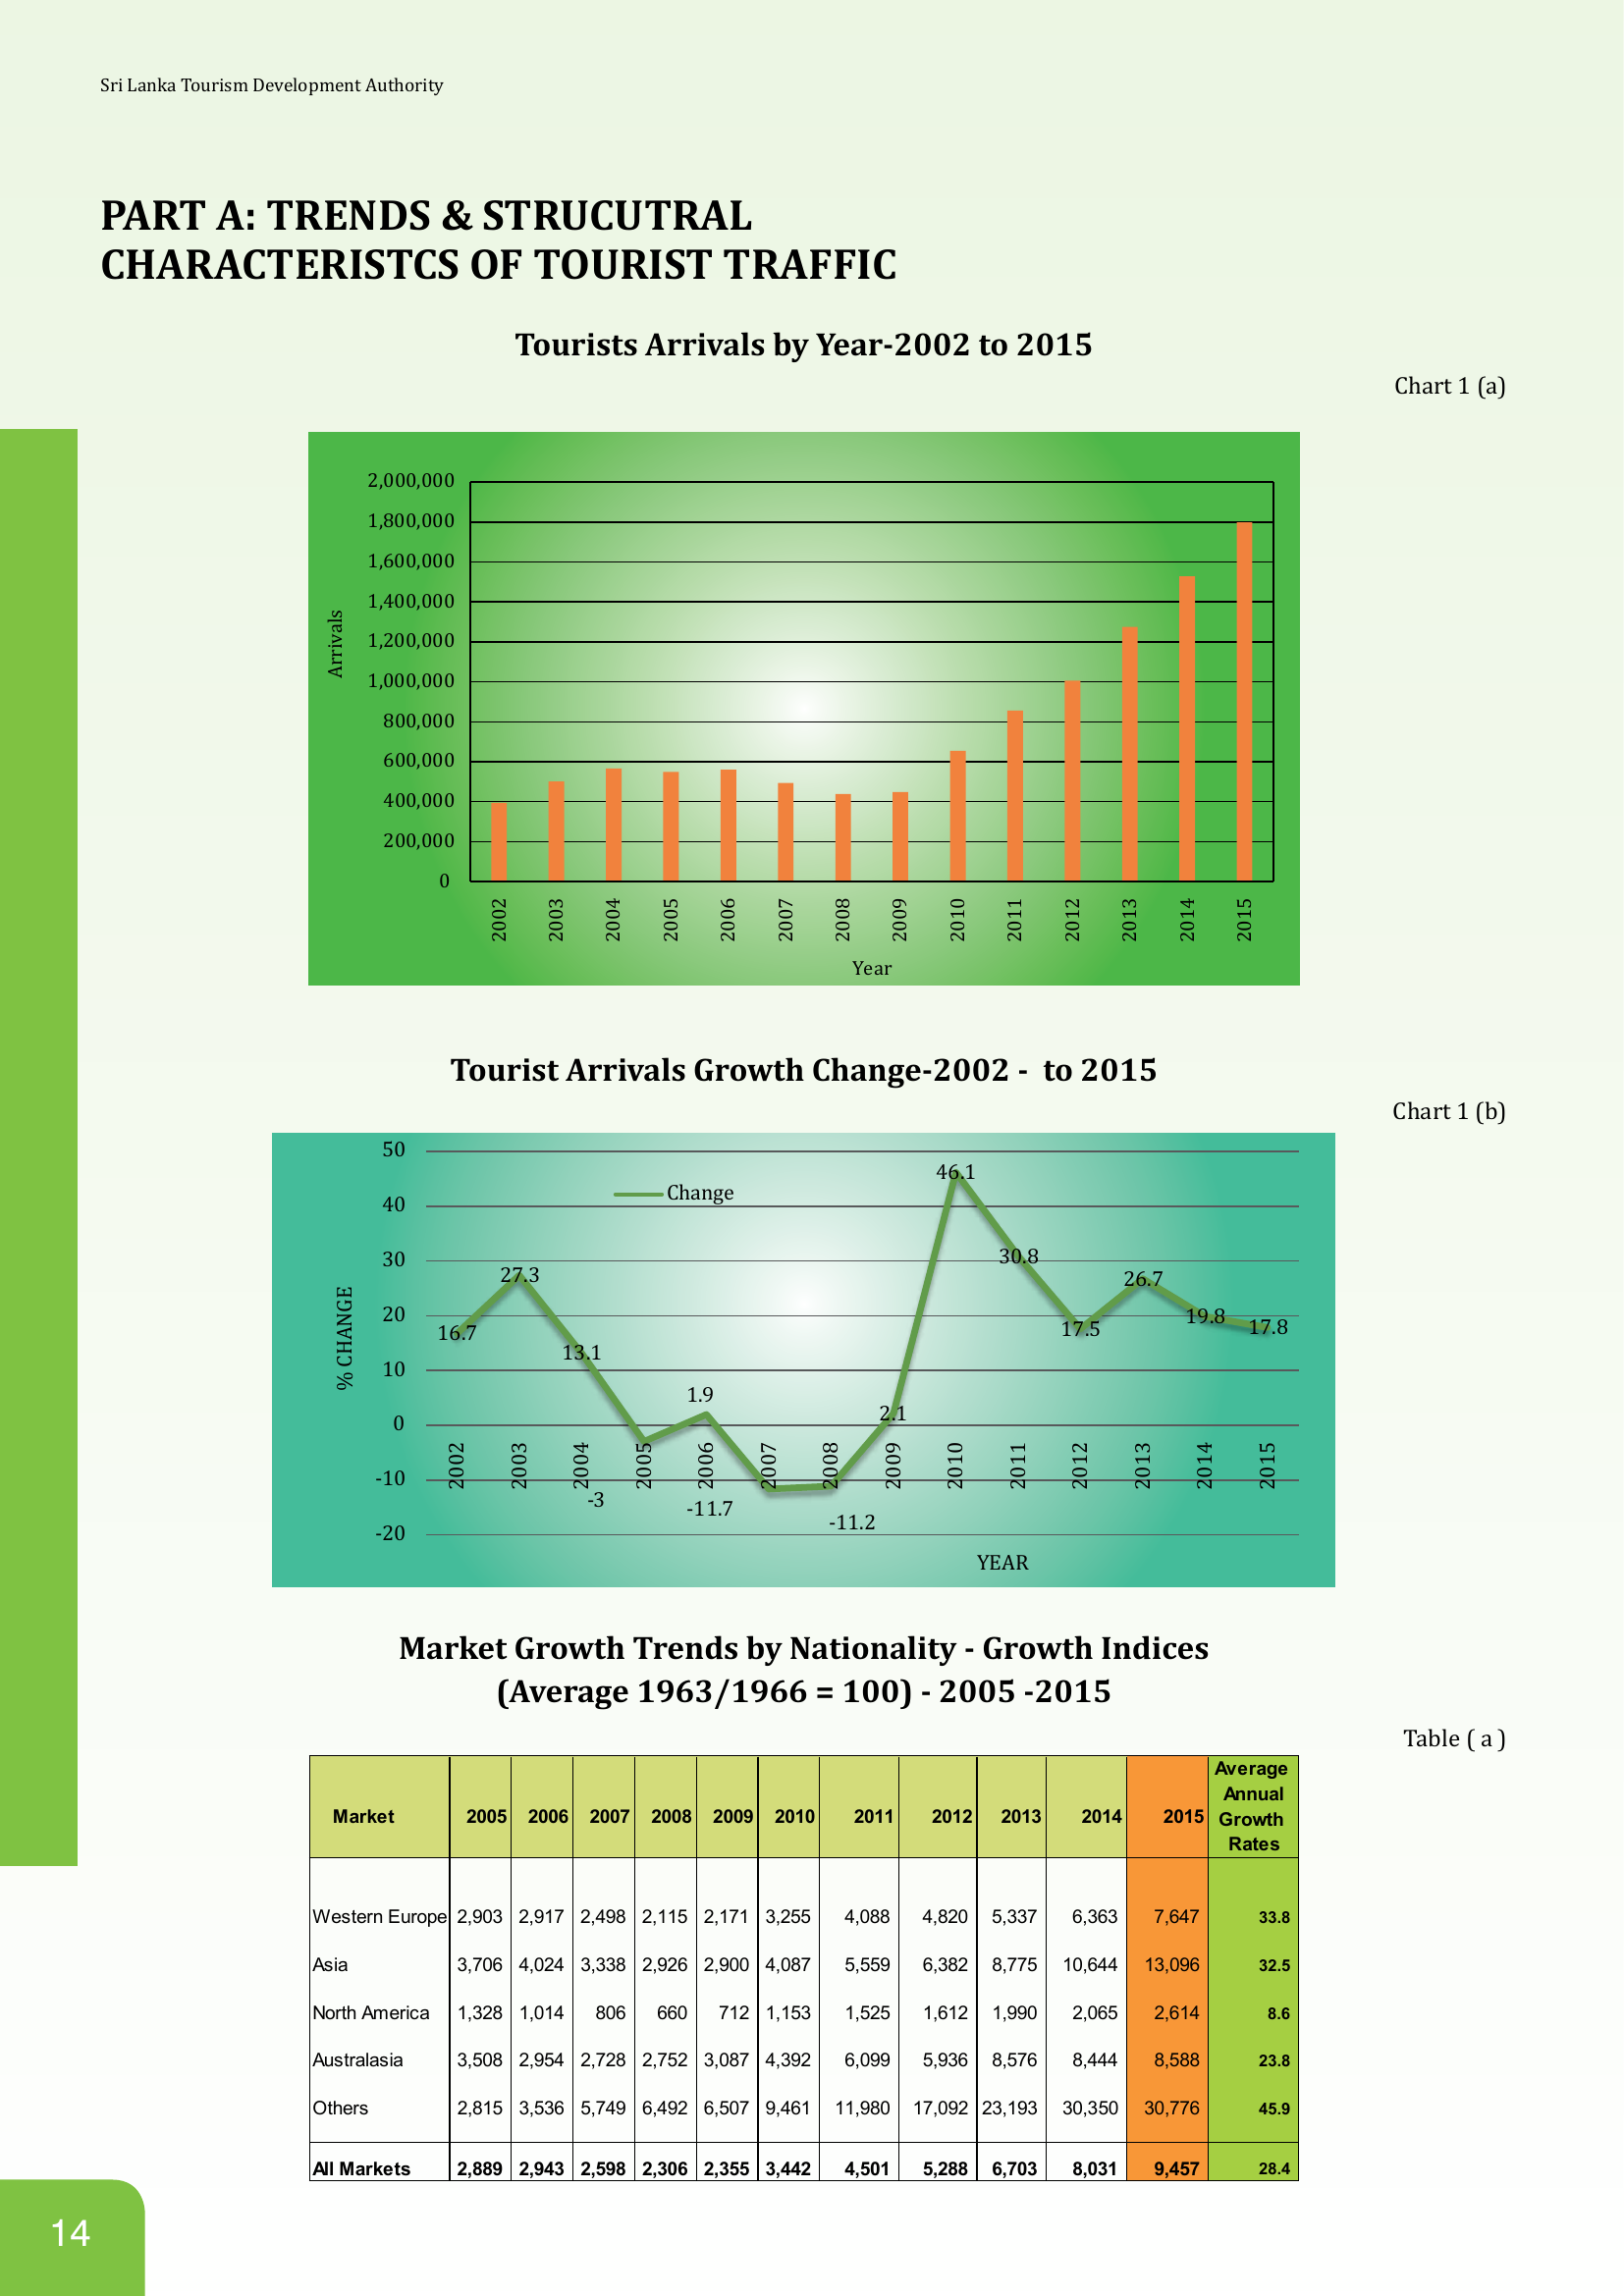 Sri Lanka Tourism Development Authority
PART A: TRENDS & STRUCUTRAL
CHARACTERISTCS OF TOURIST TRAFFIC
Tourists Arrivals by Year-2002 to 2015
Chart 1 (a)
2,000,000
1,800,000
1,600,000
1,400,000
1,200,000
1,000,000
800,000
600,000
400,000
200,000
0
Arrivals
2002 2003 2004 2005 2006 2007 2008 2009 2010 2011 2012 2013 2014 2015
Year
Tourist Arrivals Growth Change-2002 - to 2015
Chart 1 (b)
50
40
30
20
10
0
-10
-20
% CHANGE
Change
16.7 27.3 13.1 -3 1.9 -11.7 -11.2 2.1 46.1 30.8 17.5 26.7 19.8 17.8
2002 2003 2004 2005 2006 2007 2008 2009 2010 2011 2012 2013 2014 2015
YEAR
Market Growth Trends by Nationality - Growth Indices
(Average 1963/1966 = 100) - 2005 -2015
Table ( a )
Market 2005 2006 2007 2008 2009 2010 2011 2012 2013 2014 2015 Average Annual Growth Rates
Western Europe 2,903 2,917 2,498 2,115 2,171 3,255 4,088 4,820 5,337 6,363 7,647 33.8
Asia 3,706 4,024 3,338 2,926 2,900 4,087 5,559 6,382 8,775 10,644 13,096 32.5
North America 1,328 1,014 806 660 712 1,153 1,525 1,612 1,990 2,065 2,614 8.6
Australasia 3,508 2,954 2,728 2,752 3,087 4,392 6,099 5,936 8,576 8,444 8,588 23.8
Others 2,815 3,536 5,749 6,492 6,507 9,461 11,980 17,092 23,193 30,350 30,776 45.9
All Markets 2,889 2,943 2,598 2,306 2,355 3,442 4,501 5,288 6,703 8,031 9,457 28.4
14